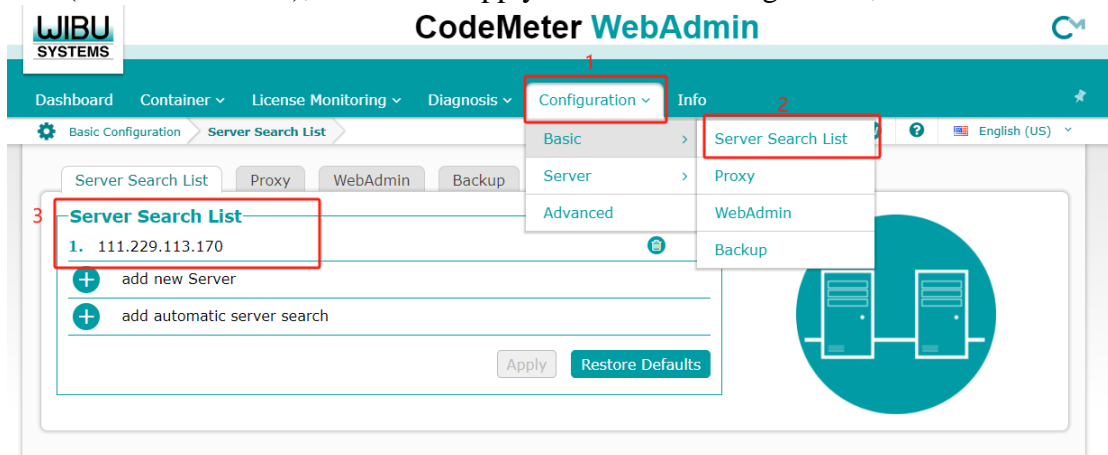 WIBU
SYSTEMS
CodeMeter WebAdmin
CM
1
Dashboard Container License Monitoring Diagnosis Configuration Info
2
Basic Configuration Server Search List
English (US)
Basic
Server Search List
Server
Proxy
Advanced
WebAdmin
Backup
Server Search List Proxy WebAdmin Backup
3
Server Search List
1. 111.229.113.170
add new Server
add automatic server search
Apply Restore Defaults